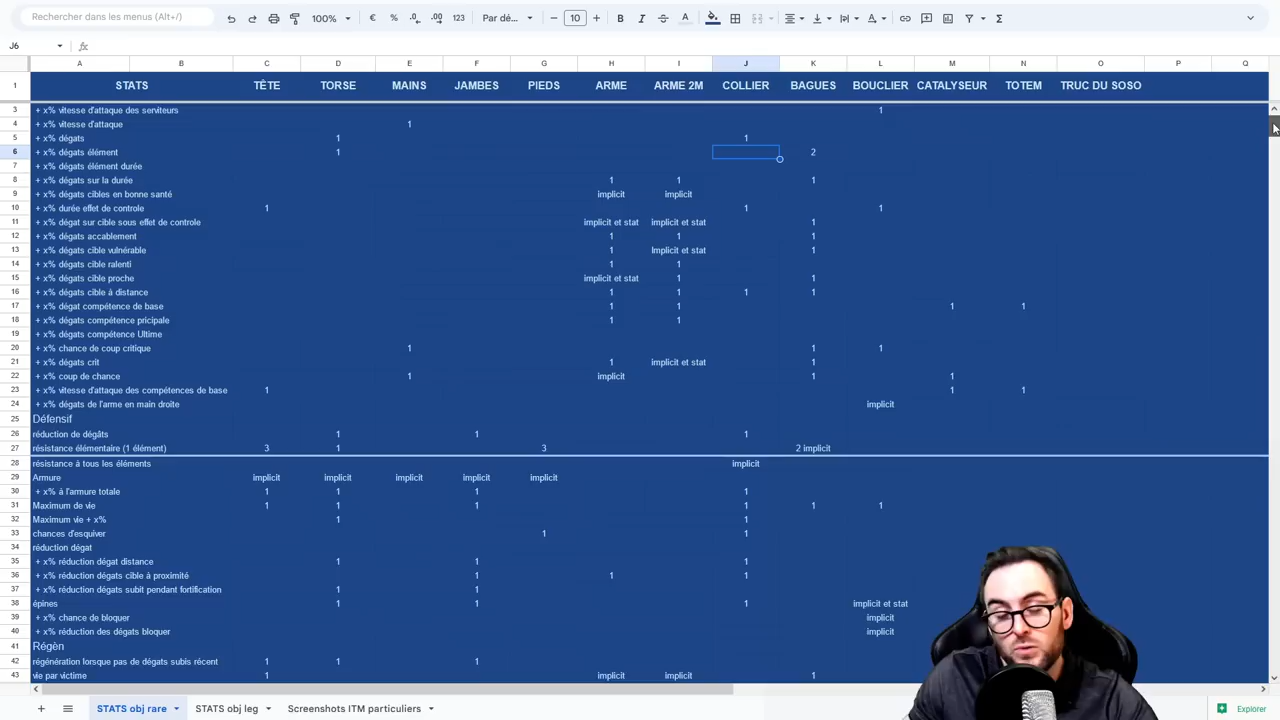 Rechercher dans les menus (Alt+/) 100% € % .0 .00 123 Par dé... − 10 + B I S A
J6 fx
A B C D E F G H I J K L M N O P Q
1 STATS TÊTE TORSE MAINS JAMBES PIEDS ARME ARME 2M COLLIER BAGUES BOUCLIER CATALYSEUR TOTEM TRUC DU SOSO
3 + x% vitesse d'attaque des serviteurs 1
4 + x% vitesse d'attaque 1
5 + x% dégats 1 1
6 + x% dégats élément 1 2
7 + x% dégats élément durée
8 + x% dégats sur la durée 1 1 1
9 + x% dégats cibles en bonne santé implicit implicit
10 + x% durée effet de controle 1 1 1
11 + x% dégat sur cible sous effet de controle implicit et stat implicit et stat 1
12 + x% dégats accablement 1 1 1
13 + x% dégats cible vulnérable 1 Implicit et stat 1
14 + x% dégats cible ralenti 1 1
15 + x% dégats cible proche implicit et stat 1 1
16 + x% dégats cible à distance 1 1 1 1
17 + x% dégat compétence de base 1 1 1 1
18 + x% dégats compétence pricipale 1 1
19 + x% dégats compétence Ultime
20 + x% chance de coup critique 1 1 1
21 + x% dégats crit 1 implicit et stat 1
22 + x% coup de chance 1 implicit 1 1
23 + x% vitesse d'attaque des compétences de base 1 1 1
24 + x% dégats de l'arme en main droite implicit
25 Défensif
26 réduction de dégâts 1 1 1
27 résistance élémentaire (1 élément) 3 1 3 2 implicit
28 résistance à tous les éléments implicit
29 Armure implicit implicit implicit implicit implicit
30 + x% à l'armure totale 1 1 1 1
31 Maximum de vie 1 1 1 1 1 1
32 Maximum vie + x% 1 1
33 chances d'esquiver 1 1
34 réduction dégat
35 + x% réduction dégat distance 1 1 1
36 + x% réduction dégats cible à proximité 1 1 1
37 + x% réduction dégats subit pendant fortification 1 1
38 épines 1 1 1 implicit et stat
39 + x% chance de bloquer implicit
40 + x% réduction des dégâts bloquer implicit
41 Régèn
42 régénération lorsque pas de dégats subis récent 1 1 1
43 vie par victime 1 implicit implicit 1
+ STATS obj rare STATS obj leg Screenshots ITM particuliers Explorer